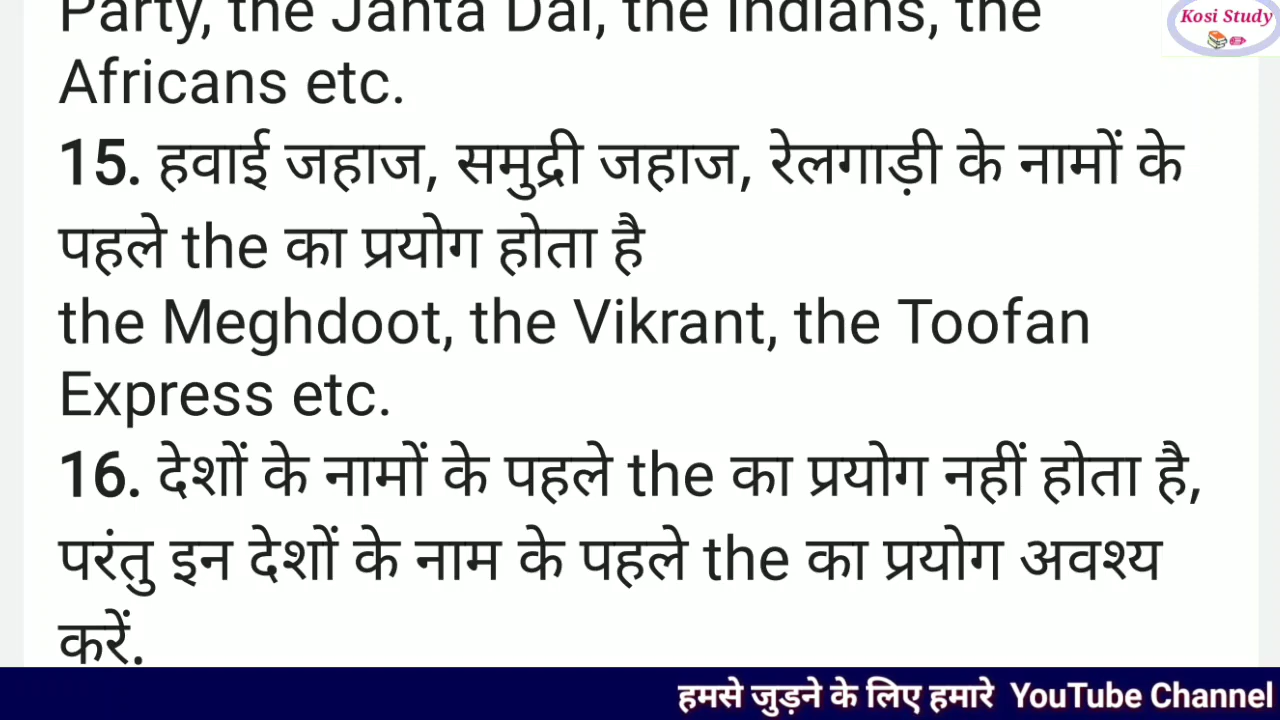 Party, the Janta Dal, the Indians, the
Africans etc.
15. हवाई जहाज, समुद्री जहाज, रेलगाड़ी के नामों के
पहले the का प्रयोग होता है
the Meghdoot, the Vikrant, the Toofan
Express etc.
16. देशों के नामों के पहले the का प्रयोग नहीं होता है,
परंतु इन देशों के नाम के पहले the का प्रयोग अवश्य
करें.
Kosi Study
हमसे जुड़ने के लिए हमारे YouTube Channel